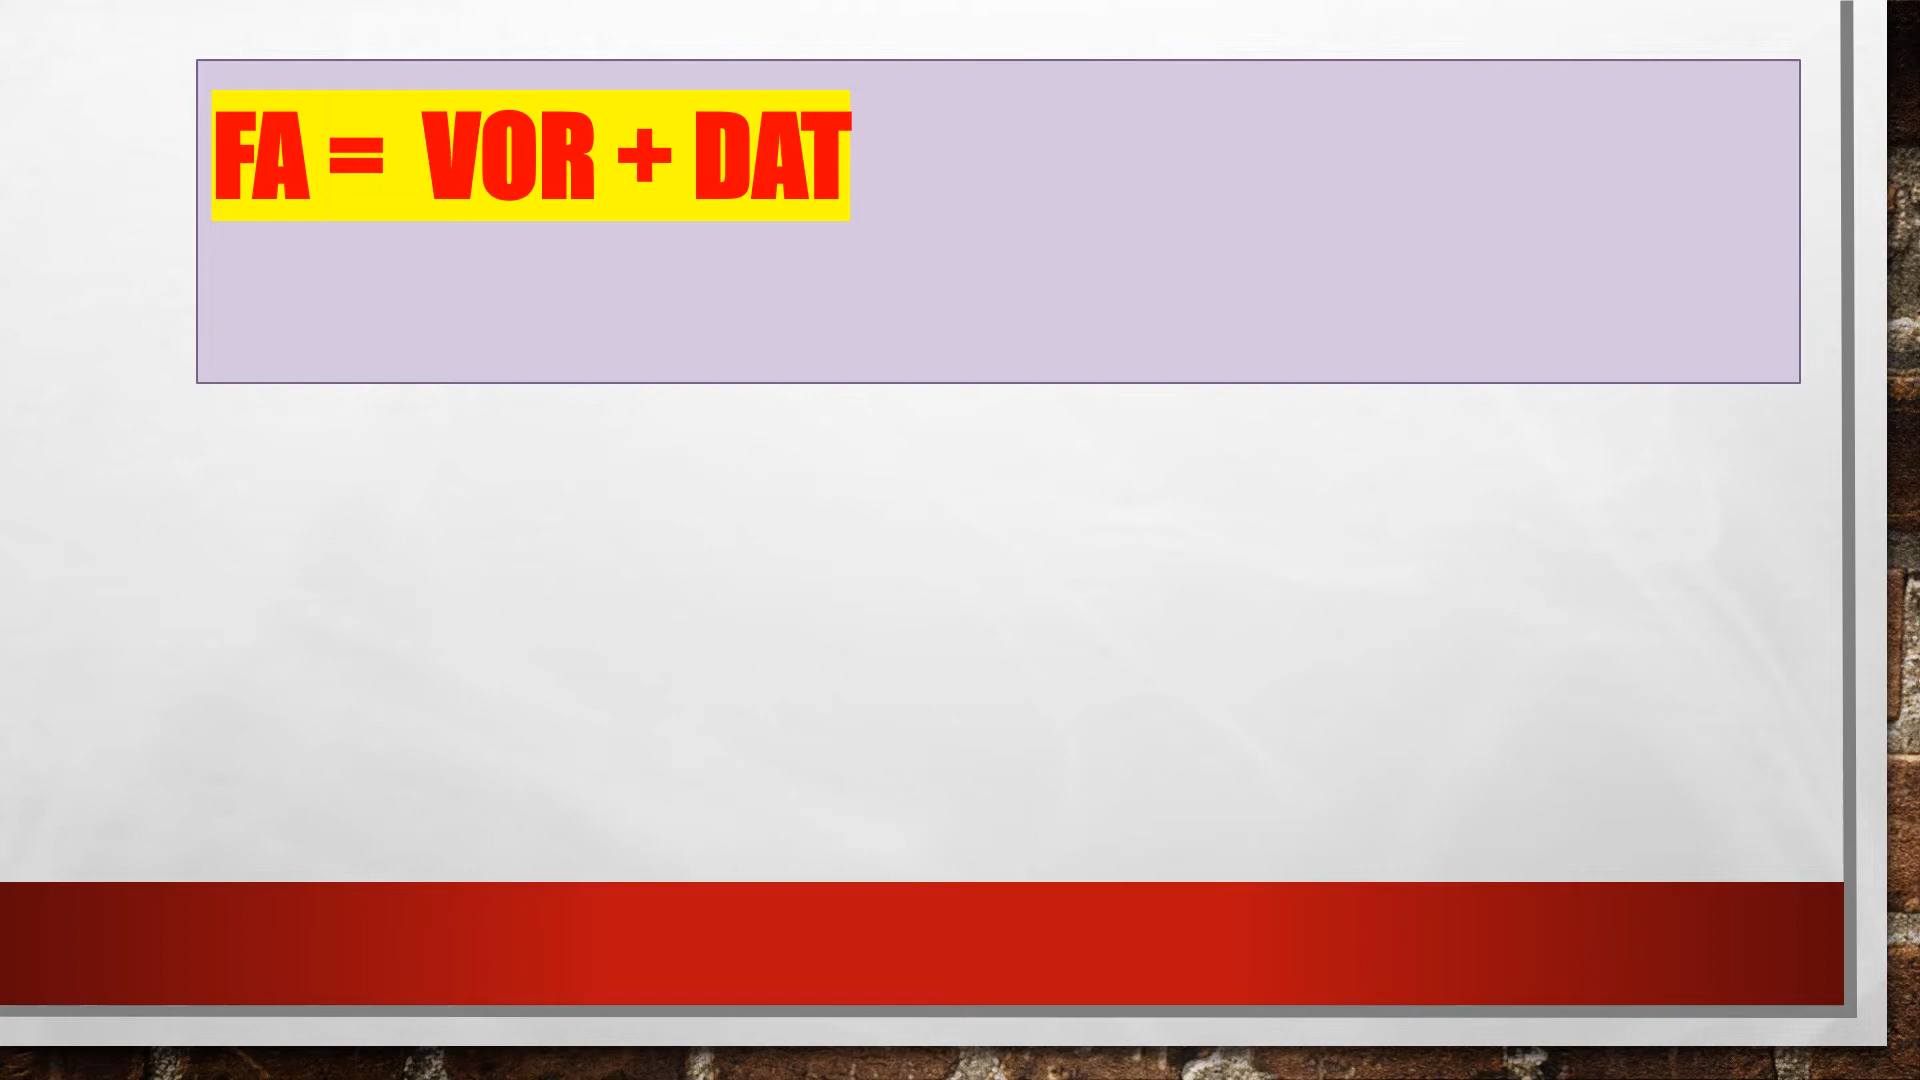 FA = VOR + DAT